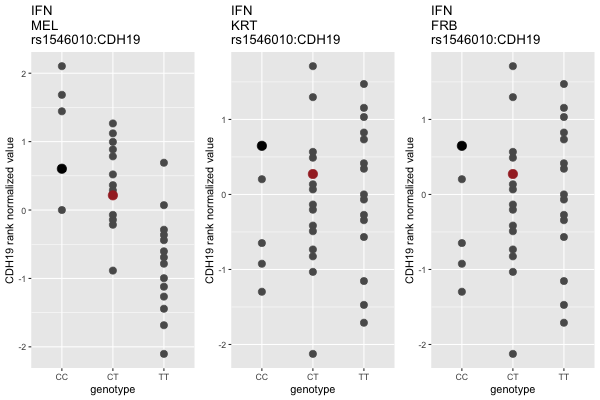 IFN
MEL
rs1546010:CDH19
CDH19 rank normalized value
2
1
0
-1
-2
CC CT TT
genotype
IFN
KRT
rs1546010:CDH19
CDH19 rank normalized value
1
0
-1
-2
CC CT TT
genotype
IFN
FRB
rs1546010:CDH19
CDH19 rank normalized value
1
0
-1
-2
CC CT TT
genotype